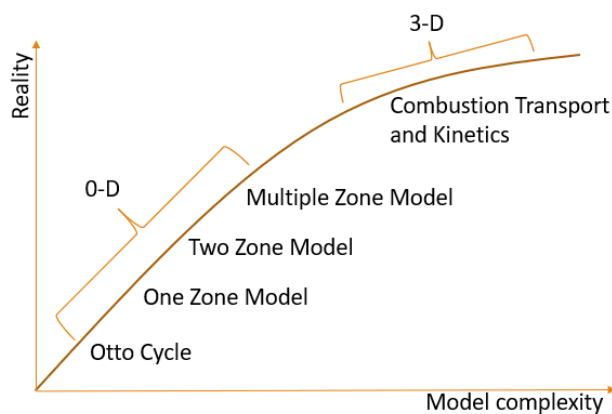 3-D
Reality
Combustion Transport
and Kinetics
0-D
Multiple Zone Model
Two Zone Model
One Zone Model
Otto Cycle
Model complexity